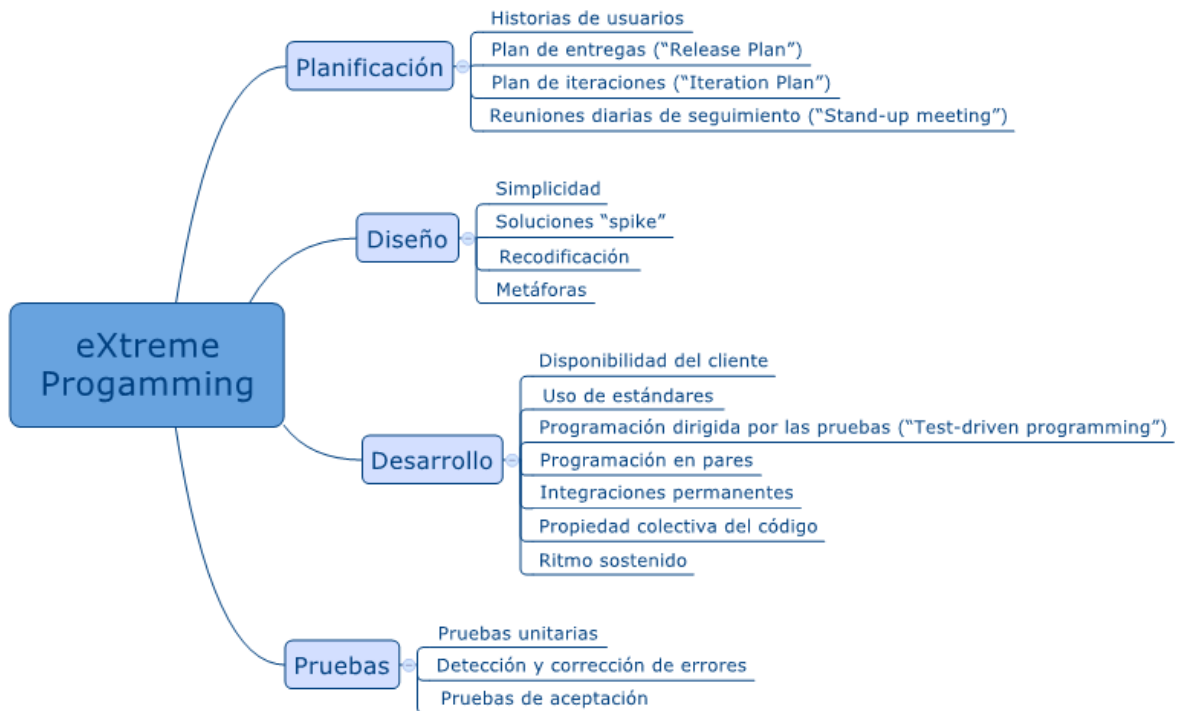 Historias de usuarios
Planificación
Plan de entregas (“Release Plan”)
Plan de iteraciones (“Iteration Plan”)
Reuniones diarias de seguimiento (“Stand-up meeting”)
Simplicidad
Diseño
Soluciones “spike”
Recodificación
Metáforas
eXtreme
Progamming
Disponibilidad del cliente
Uso de estándares
Programación dirigida por las pruebas (“Test-driven programming”)
Desarrollo
Programación en pares
Integraciones permanentes
Propiedad colectiva del código
Ritmo sostenido
Pruebas unitarias
Pruebas
Detección y corrección de errores
Pruebas de aceptación